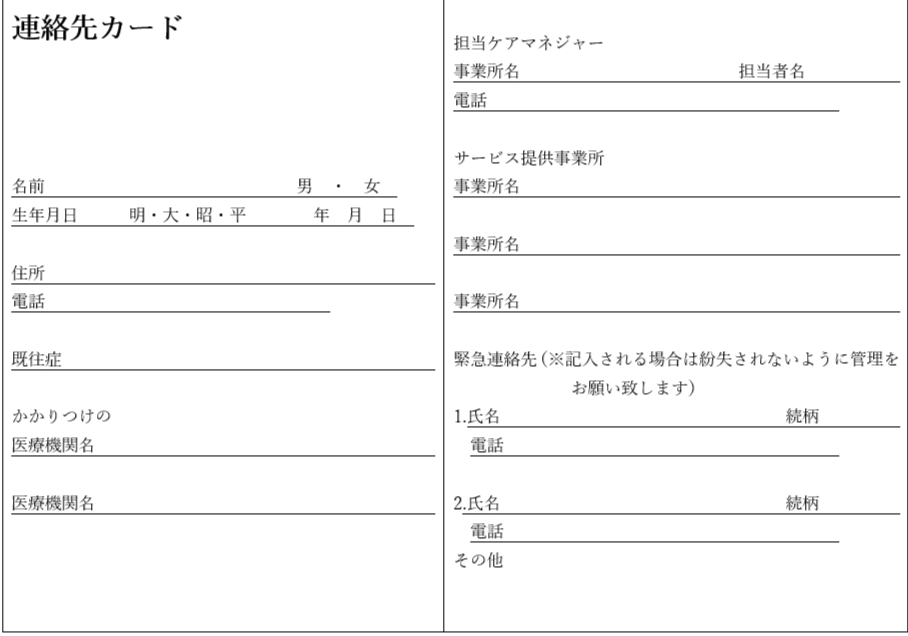 連絡先カード
名前 男 ・ 女
生年月日 明・大・昭・平 年 月 日
住所
電話
既往症
かかりつけの
医療機関名
医療機関名
担当ケアマネジャー
事業所名 担当者名
電話
サービス提供事業所
事業所名
事業所名
事業所名
緊急連絡先(※記入される場合は紛失されないように管理を
お願い致します)
1.氏名 続柄
電話
2.氏名 続柄
電話
その他